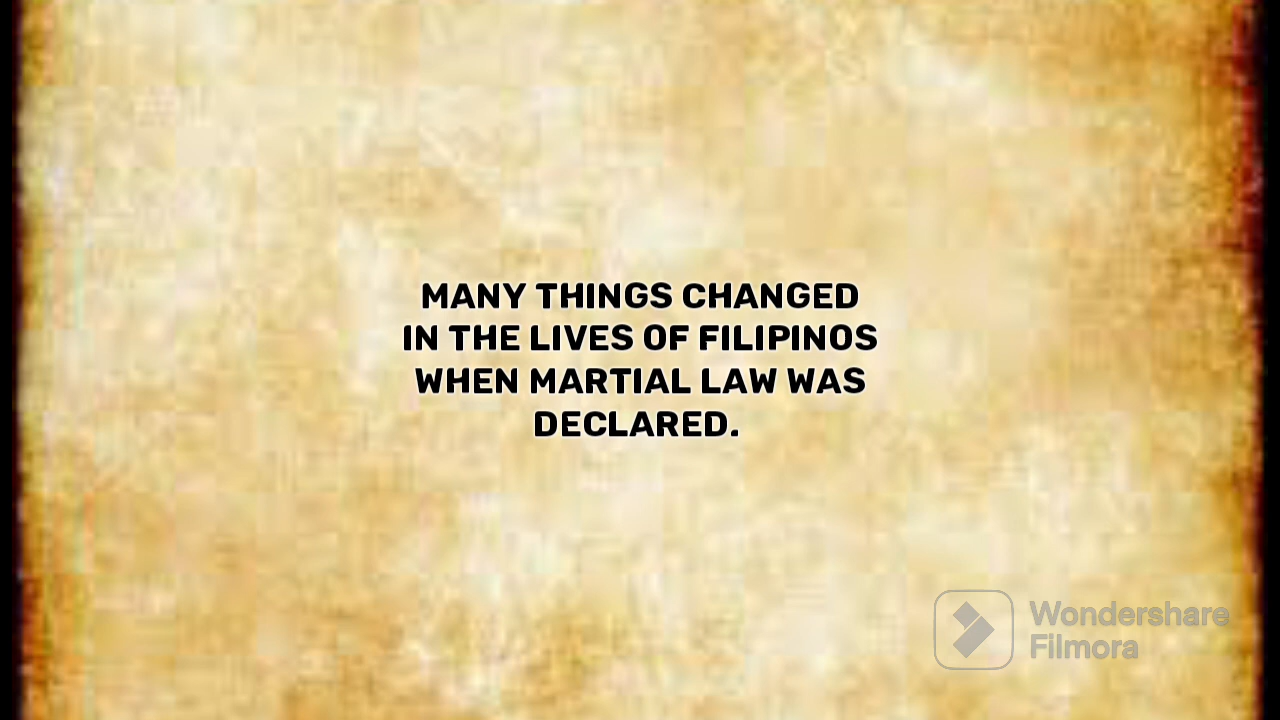 MANY THINGS CHANGED
IN THE LIVES OF FILIPINOS
WHEN MARTIAL LAW WAS
DECLARED.
Wondershare
Filmora